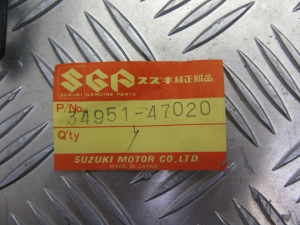 SGP スズキ純正部品
SUZUKI GENUINE PARTS
P/No. 34951-47020
Q'ty 1
SUZUKI MOTOR CO., LTD.
MADE IN JAPAN